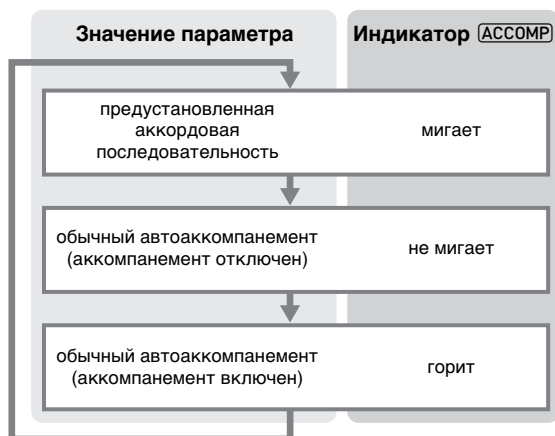 Значение параметра
Индикатор ACCOMP
предустановленная
аккордовая
последовательность
мигает
обычный автоаккомпанемент
(аккомпанемент отключен)
не мигает
обычный автоаккомпанемент
(аккомпанемент включен)
горит